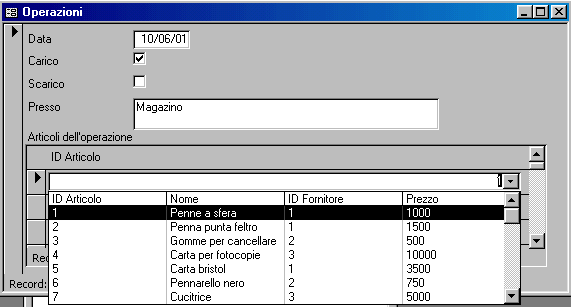 Operazioni
Data 10/06/01
Carico
Scarico
Presso Magazino
Articoli dell'operazione
ID Articolo
1
ID Articolo Nome ID Fornitore Prezzo
1 Penne a sfera 1 1000
2 Penna punta feltro 1 1500
3 Gomme per cancellare 2 500
4 Carta per fotocopie 3 10000
5 Carta bristol 1 3500
6 Pennarello nero 2 750
7 Cucitrice 3 5000
Rec
Record: